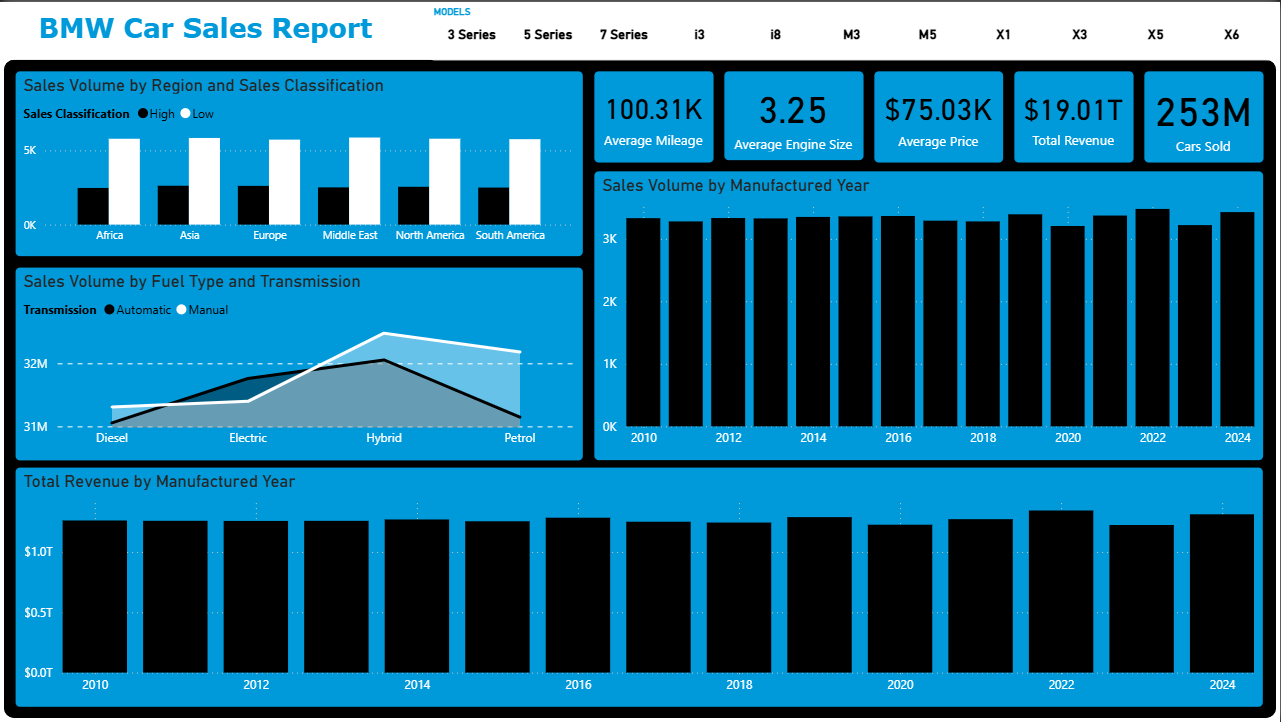 BMW Car Sales Report
MODELS
3 Series 5 Series 7 Series i3 i8 M3 M5 X1 X3 X5 X6
Sales Volume by Region and Sales Classification
Sales Classification High Low
5K
0K
Africa Asia Europe Middle East North America South America
100.31K
Average Mileage
3.25
Average Engine Size
$75.03K
Average Price
$19.01T
Total Revenue
253M
Cars Sold
Sales Volume by Fuel Type and Transmission
Transmission Automatic Manual
32M
31M
Diesel Electric Hybrid Petrol
Sales Volume by Manufactured Year
3K
2K
1K
0K
2010 2012 2014 2016 2018 2020 2022 2024
Total Revenue by Manufactured Year
$1.0T
$0.5T
$0.0T
2010 2012 2014 2016 2018 2020 2022 2024